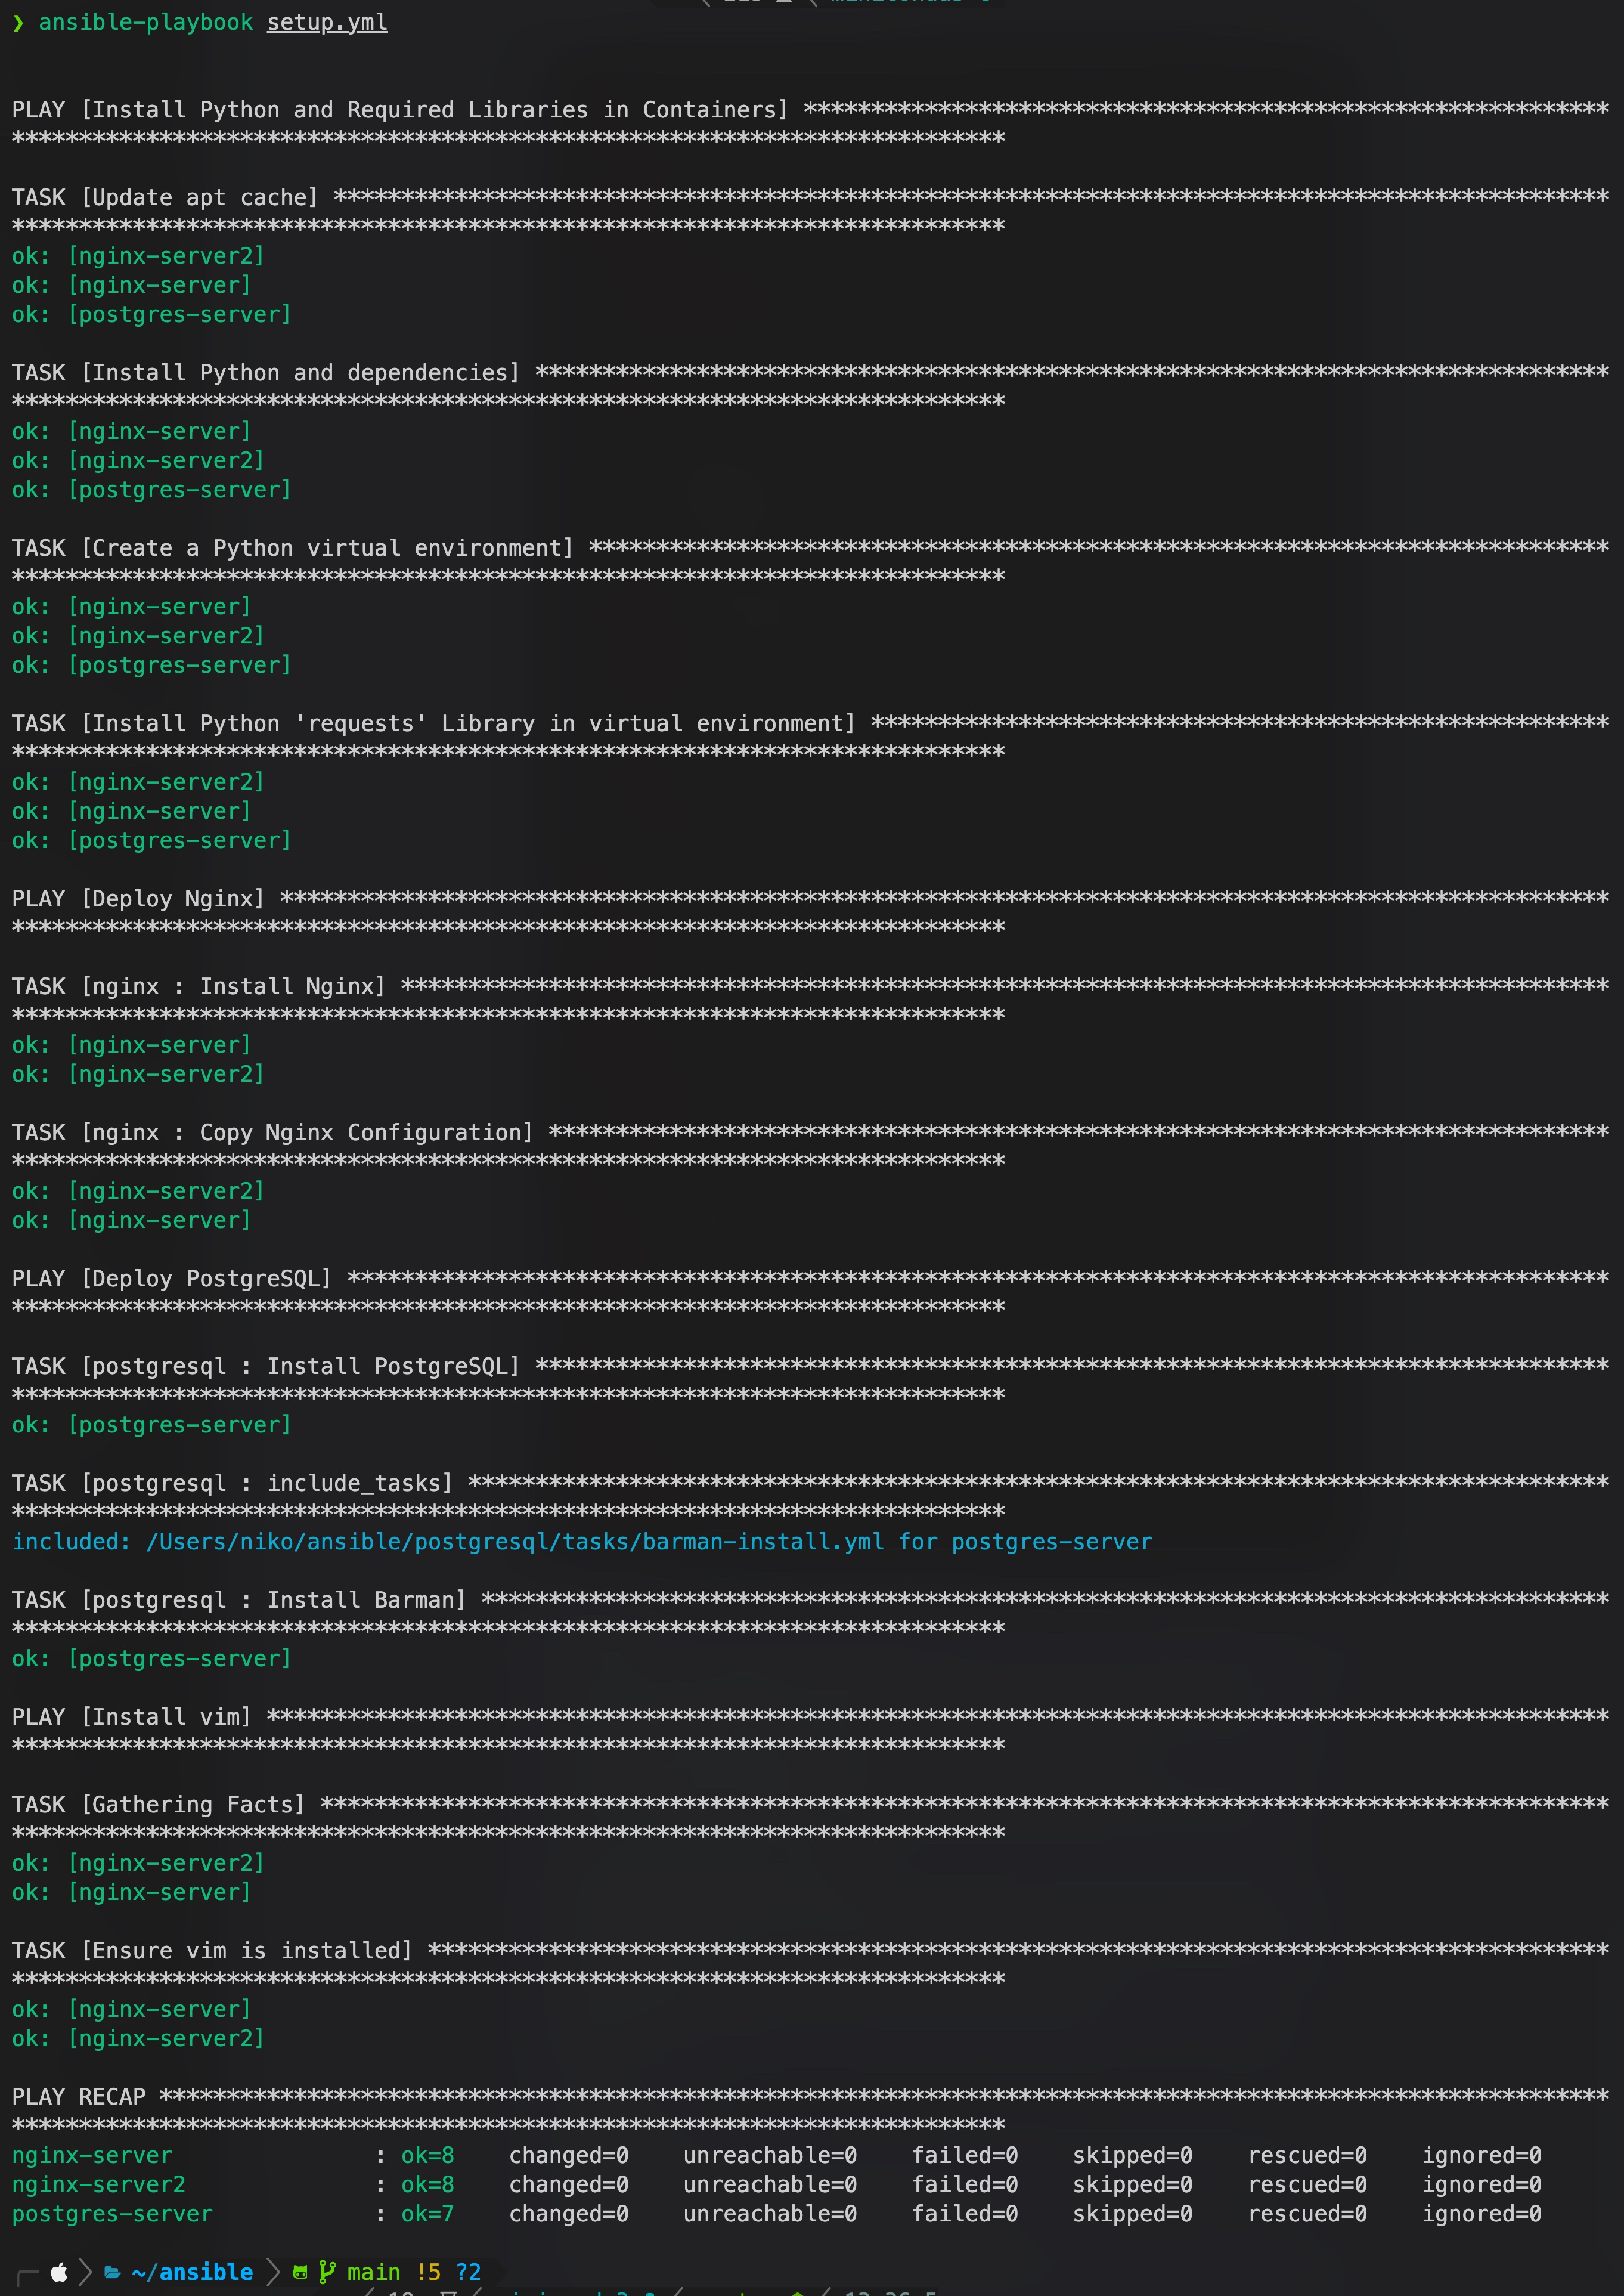 ❯ ansible-playbook setup.yml
PLAY [Install Python and Required Libraries in Containers] ************************************************************
**************************************************************************
TASK [Update apt cache] ***********************************************************************************************
**************************************************************************
ok: [nginx-server2]
ok: [nginx-server]
ok: [postgres-server]
TASK [Install Python and dependencies] ********************************************************************************
**************************************************************************
ok: [nginx-server]
ok: [nginx-server2]
ok: [postgres-server]
TASK [Create a Python virtual environment] ****************************************************************************
**************************************************************************
ok: [nginx-server]
ok: [nginx-server2]
ok: [postgres-server]
TASK [Install Python 'requests' Library in virtual environment] *******************************************************
**************************************************************************
ok: [nginx-server2]
ok: [nginx-server]
ok: [postgres-server]
PLAY [Deploy Nginx] ***************************************************************************************************
**************************************************************************
TASK [nginx : Install Nginx] ******************************************************************************************
**************************************************************************
ok: [nginx-server]
ok: [nginx-server2]
TASK [nginx : Copy Nginx Configuration] *******************************************************************************
**************************************************************************
ok: [nginx-server2]
ok: [nginx-server]
PLAY [Deploy PostgreSQL] **********************************************************************************************
**************************************************************************
TASK [postgresql : Install PostgreSQL] ********************************************************************************
**************************************************************************
ok: [postgres-server]
TASK [postgresql : include_tasks] *************************************************************************************
**************************************************************************
included: /Users/niko/ansible/postgresql/tasks/barman-install.yml for postgres-server
TASK [postgresql : Install Barman] ************************************************************************************
**************************************************************************
ok: [postgres-server]
PLAY [Install vim] ****************************************************************************************************
**************************************************************************
TASK [Gathering Facts] ************************************************************************************************
**************************************************************************
ok: [nginx-server2]
ok: [nginx-server]
TASK [Ensure vim is installed] ****************************************************************************************
**************************************************************************
ok: [nginx-server]
ok: [nginx-server2]
PLAY RECAP ************************************************************************************************************
**************************************************************************
nginx-server : ok=8 changed=0 unreachable=0 failed=0 skipped=0 rescued=0 ignored=0
nginx-server2 : ok=8 changed=0 unreachable=0 failed=0 skipped=0 rescued=0 ignored=0
postgres-server : ok=7 changed=0 unreachable=0 failed=0 skipped=0 rescued=0 ignored=0
~/ansible main !5 ?2